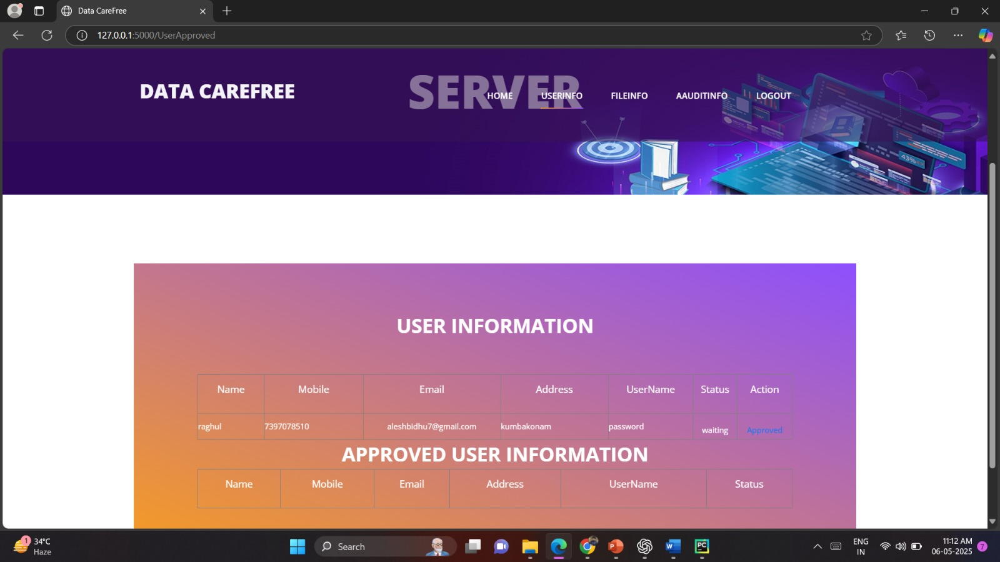 Data CareFree
127.0.0.1:5000/UserApproved
DATA CAREFREE
SERVER
HOME USERINFO FILEINFO AAUDITINFO LOGOUT
43%
USER INFORMATION
Name Mobile Email Address UserName Status Action
raghul 7397078510 aleshbidhu7@gmail.com kumbakonam password waiting Approved
APPROVED USER INFORMATION
Name Mobile Email Address UserName Status
1
34°C
Haze
Search
P
W
PC
ENG
IN
11:12 AM
06-05-2025
7